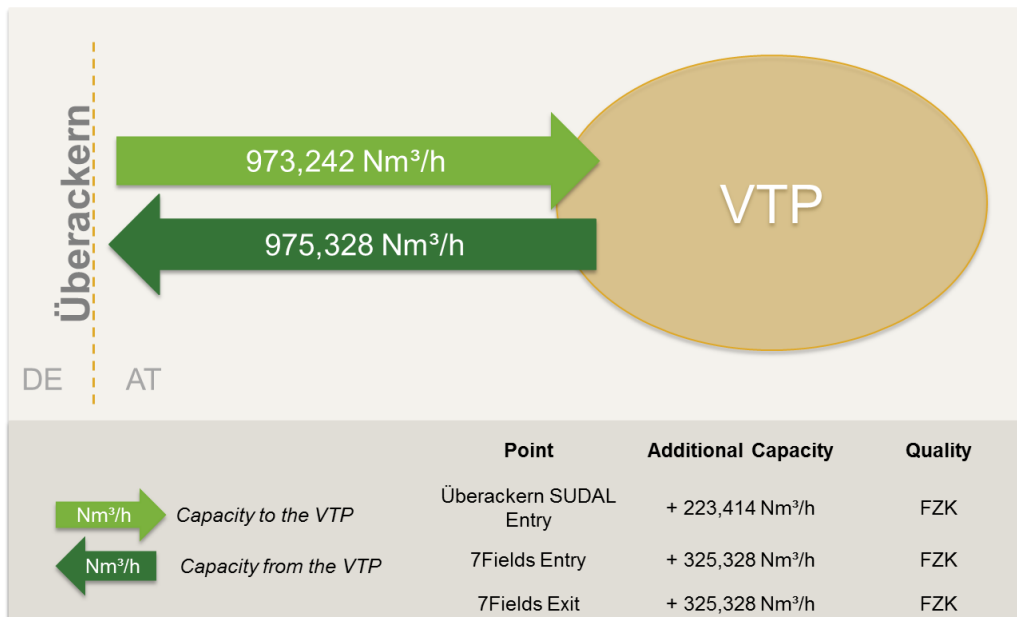 Überackern
973,242 Nm³/h
975,328 Nm³/h
VTP
DE
AT
Point
Additional Capacity
Quality
Nm³/h
Capacity to the VTP
Überackern SUDAL
Entry
+ 223,414 Nm³/h
FZK
Nm³/h
Capacity from the VTP
7Fields Entry
+ 325,328 Nm³/h
FZK
7Fields Exit
+ 325,328 Nm³/h
FZK